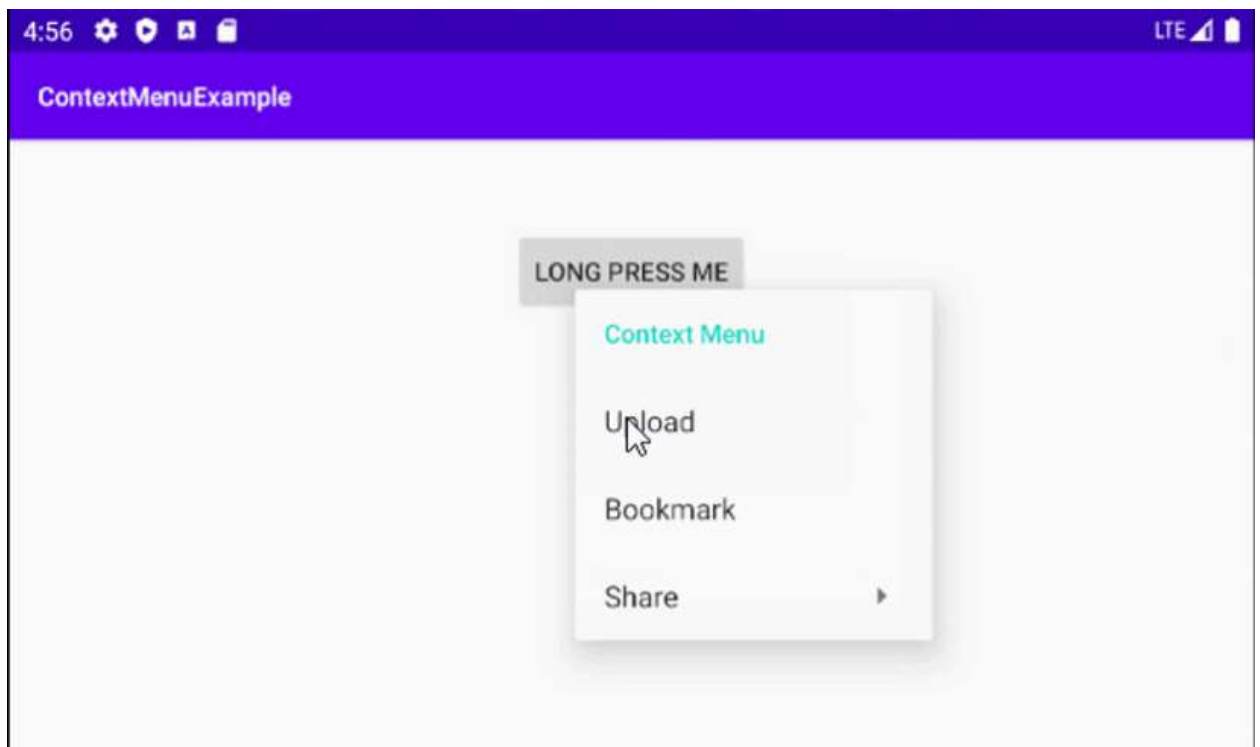 4:56 LTE
ContextMenuExample
LONG PRESS ME
Context Menu
Upload
Bookmark
Share